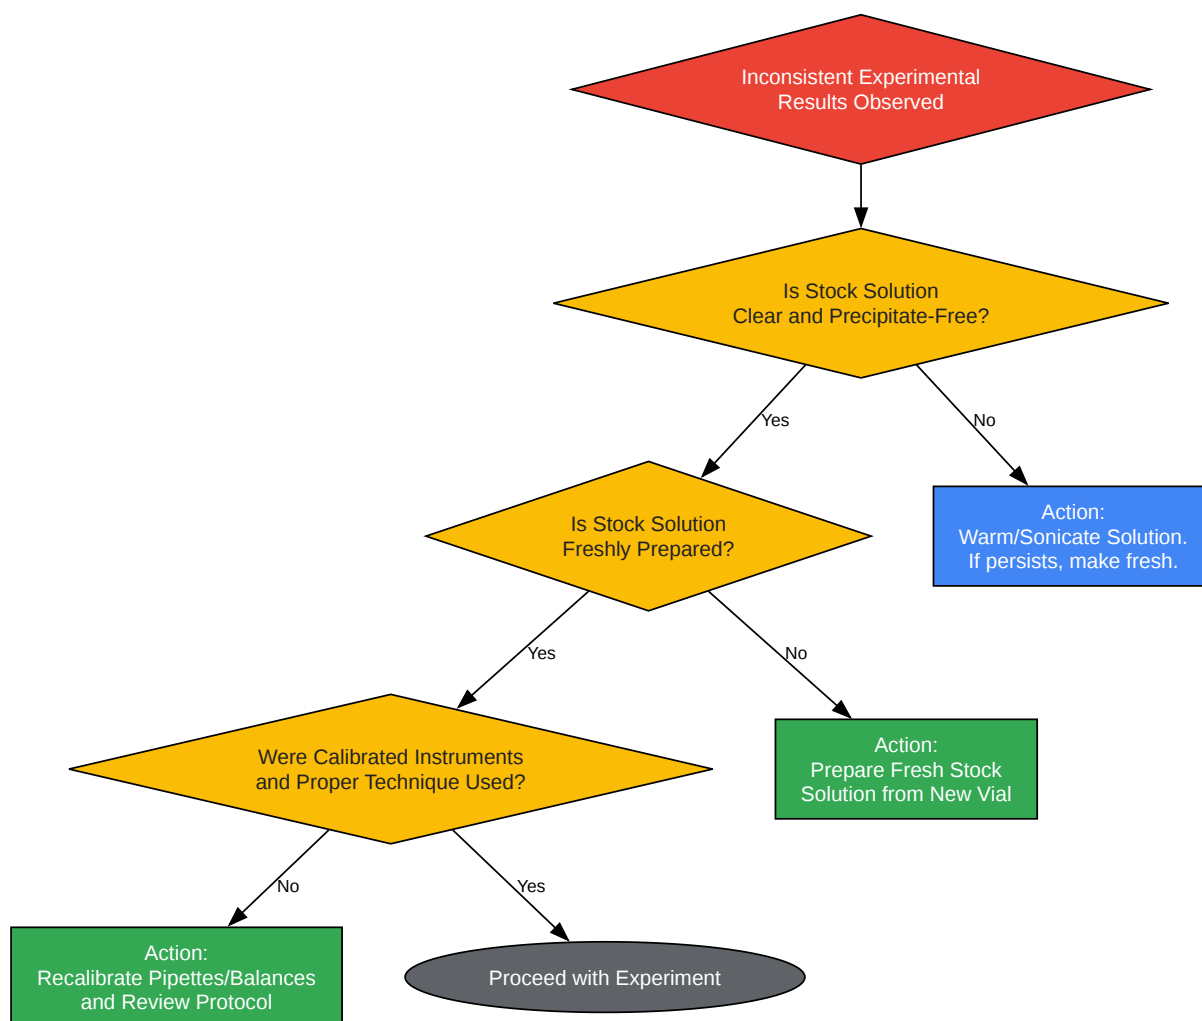 Inconsistent Experimental
Results Observed
Is Stock Solution
Clear and Precipitate-Free?
Yes
No
Is Stock Solution
Freshly Prepared?
Action:
Warm/Sonicate Solution.
If persists, make fresh.
Yes
No
Were Calibrated Instruments
and Proper Technique Used?
Action:
Prepare Fresh Stock
Solution from New Vial
No
Yes
Action:
Recalibrate Pipettes/Balances
and Review Protocol
Proceed with Experiment